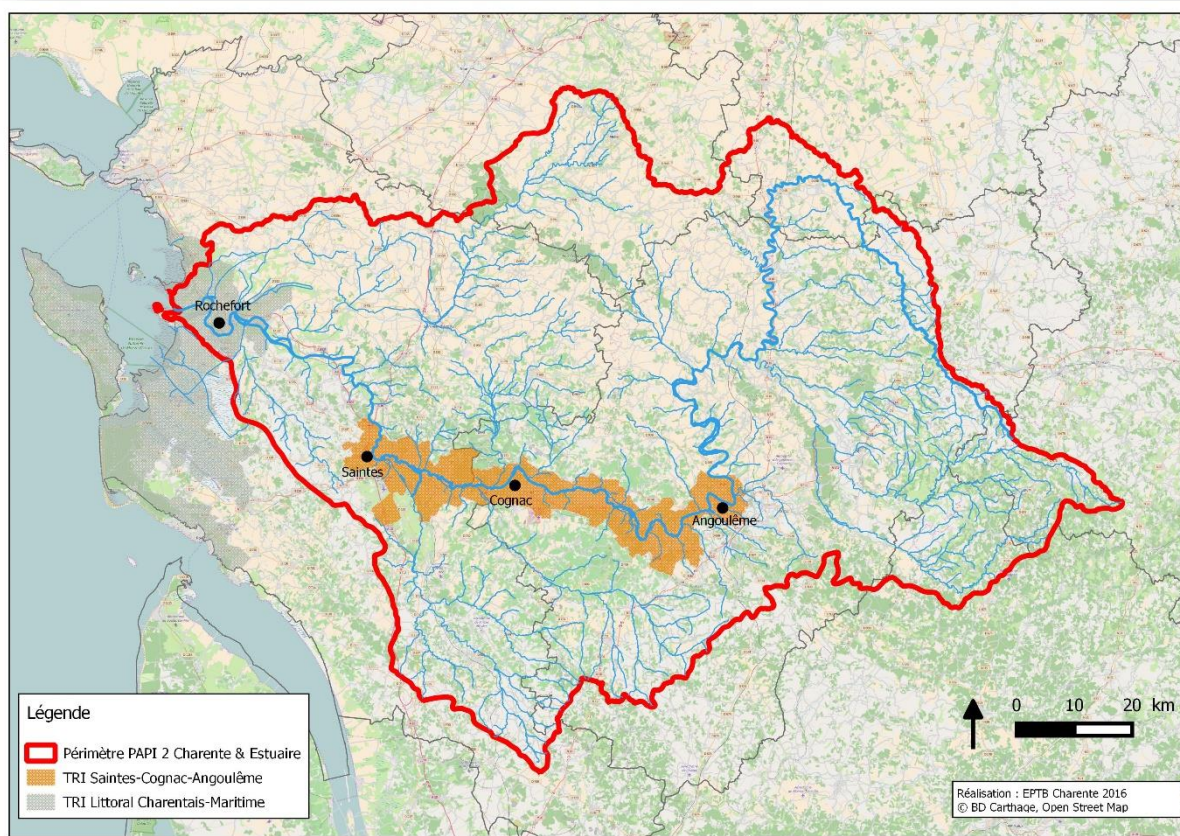 Rochefort
Saintes
Cognac
Angoulême
Légende
Périmètre PAPI 2 Charente & Estuaire
TRI Saintes-Cognac-Angoulême
TRI Littoral Charentais-Maritime
0 10 20 km
Réalisation : EPTB Charente 2016
© BD Carthage, Open Street Map